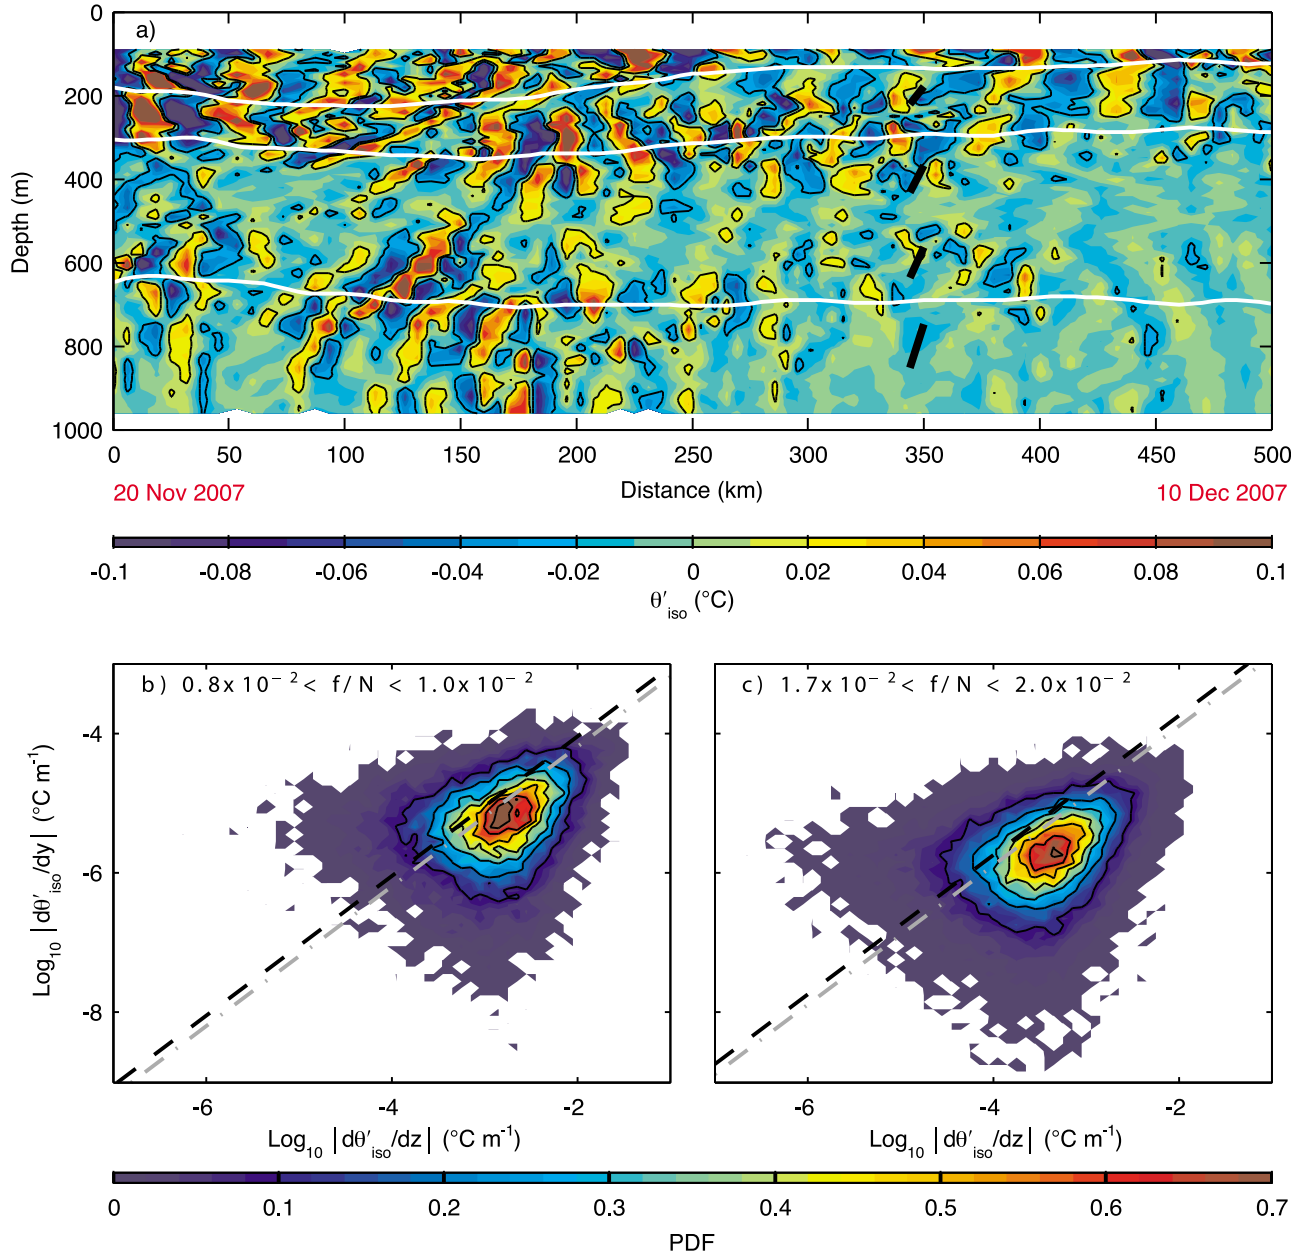 a)
0
200
400
600
800
1000
Depth (m)
0 50 100 150 200 250 300 350 400 450 500
20 Nov 2007 Distance (km) 10 Dec 2007
-0.1 -0.08 -0.06 -0.04 -0.02 0 0.02 0.04 0.06 0.08 0.1
θ′iso (°C)
b) 0.8x10⁻² < f/N < 1.0x10⁻²
c) 1.7x10⁻² < f/N < 2.0x10⁻²
-4
-6
-8
Log₁₀ |dθ′iso/dy| (°C m⁻¹)
-6 -4 -2
-6 -4 -2
Log₁₀ |dθ′iso/dz| (°C m⁻¹)
Log₁₀ |dθ′iso/dz| (°C m⁻¹)
0 0.1 0.2 0.3 0.4 0.5 0.6 0.7
PDF